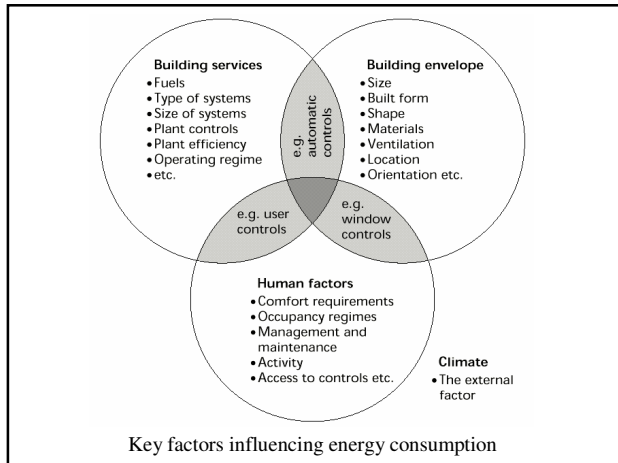 Building services
• Fuels
• Type of systems
• Size of systems
• Plant controls
• Plant efficiency
• Operating regime
• etc.
e.g.
automatic
controls
Building envelope
• Size
• Built form
• Shape
• Materials
• Ventilation
• Location
• Orientation etc.
e.g. user
controls
e.g.
window
controls
Human factors
• Comfort requirements
• Occupancy regimes
• Management and
maintenance
• Activity
• Access to controls etc.
Climate
• The external
factor
Key factors influencing energy consumption